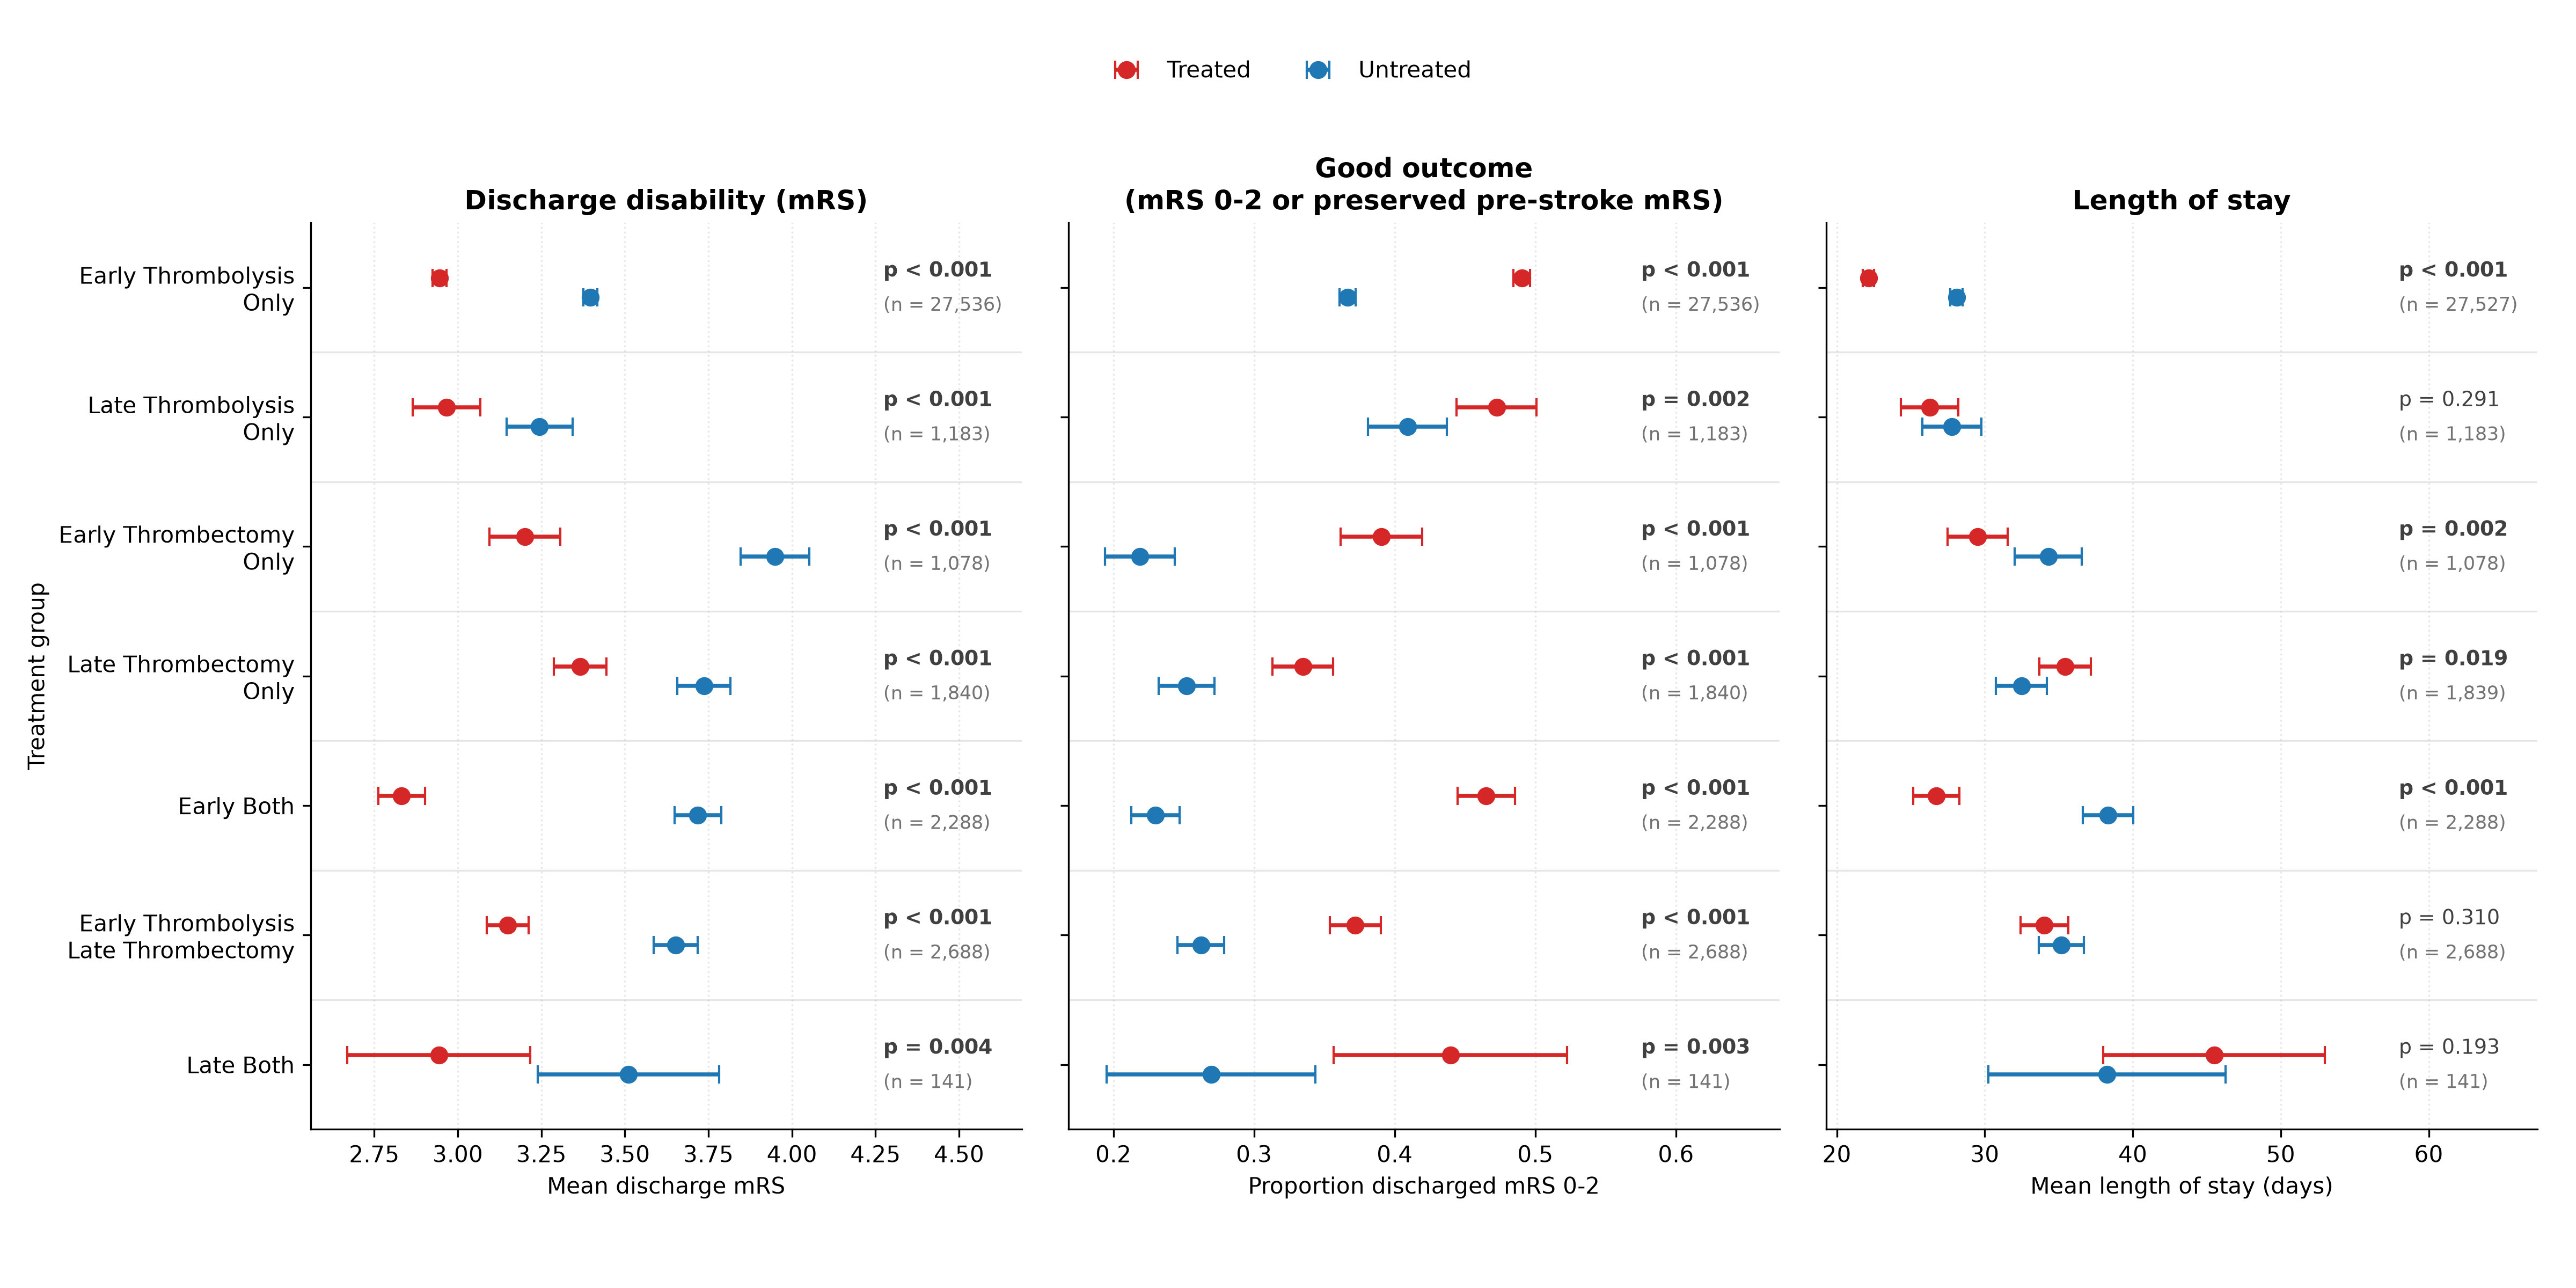 Treated
Untreated
Discharge disability (mRS)
Good outcome
(mRS 0-2 or preserved pre-stroke mRS)
Length of stay
Treatment group
Early Thrombolysis
Only
p < 0.001
(n = 27,536)
p < 0.001
(n = 27,536)
p < 0.001
(n = 27,527)
Late Thrombolysis
Only
p < 0.001
(n = 1,183)
p = 0.002
(n = 1,183)
p = 0.291
(n = 1,183)
Early Thrombectomy
Only
p < 0.001
(n = 1,078)
p < 0.001
(n = 1,078)
p = 0.002
(n = 1,078)
Late Thrombectomy
Only
p < 0.001
(n = 1,840)
p < 0.001
(n = 1,840)
p = 0.019
(n = 1,839)
Early Both
p < 0.001
(n = 2,288)
p < 0.001
(n = 2,288)
p < 0.001
(n = 2,288)
Early Thrombolysis
Late Thrombectomy
p < 0.001
(n = 2,688)
p < 0.001
(n = 2,688)
p = 0.310
(n = 2,688)
Late Both
p = 0.004
(n = 141)
p = 0.003
(n = 141)
p = 0.193
(n = 141)
2.75 3.00 3.25 3.50 3.75 4.00 4.25 4.50
Mean discharge mRS
0.2 0.3 0.4 0.5 0.6
Proportion discharged mRS 0-2
20 30 40 50 60
Mean length of stay (days)